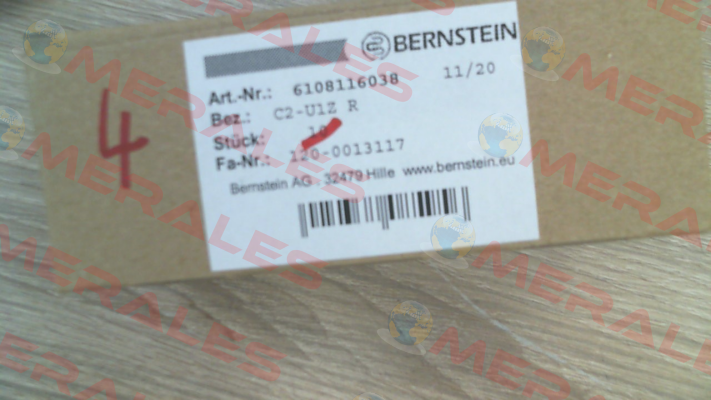 BERNSTEIN
Art.-Nr.: 6108116038 11/20
Bez.: C2-U1Z R
Stück: 10
Fa-Nr.: 120-0013117
Bernstein AG . 32479 Hille www.bernstein.eu
4
MERALES
MERALES
MERALES
MERALES
MERALES
MERALES